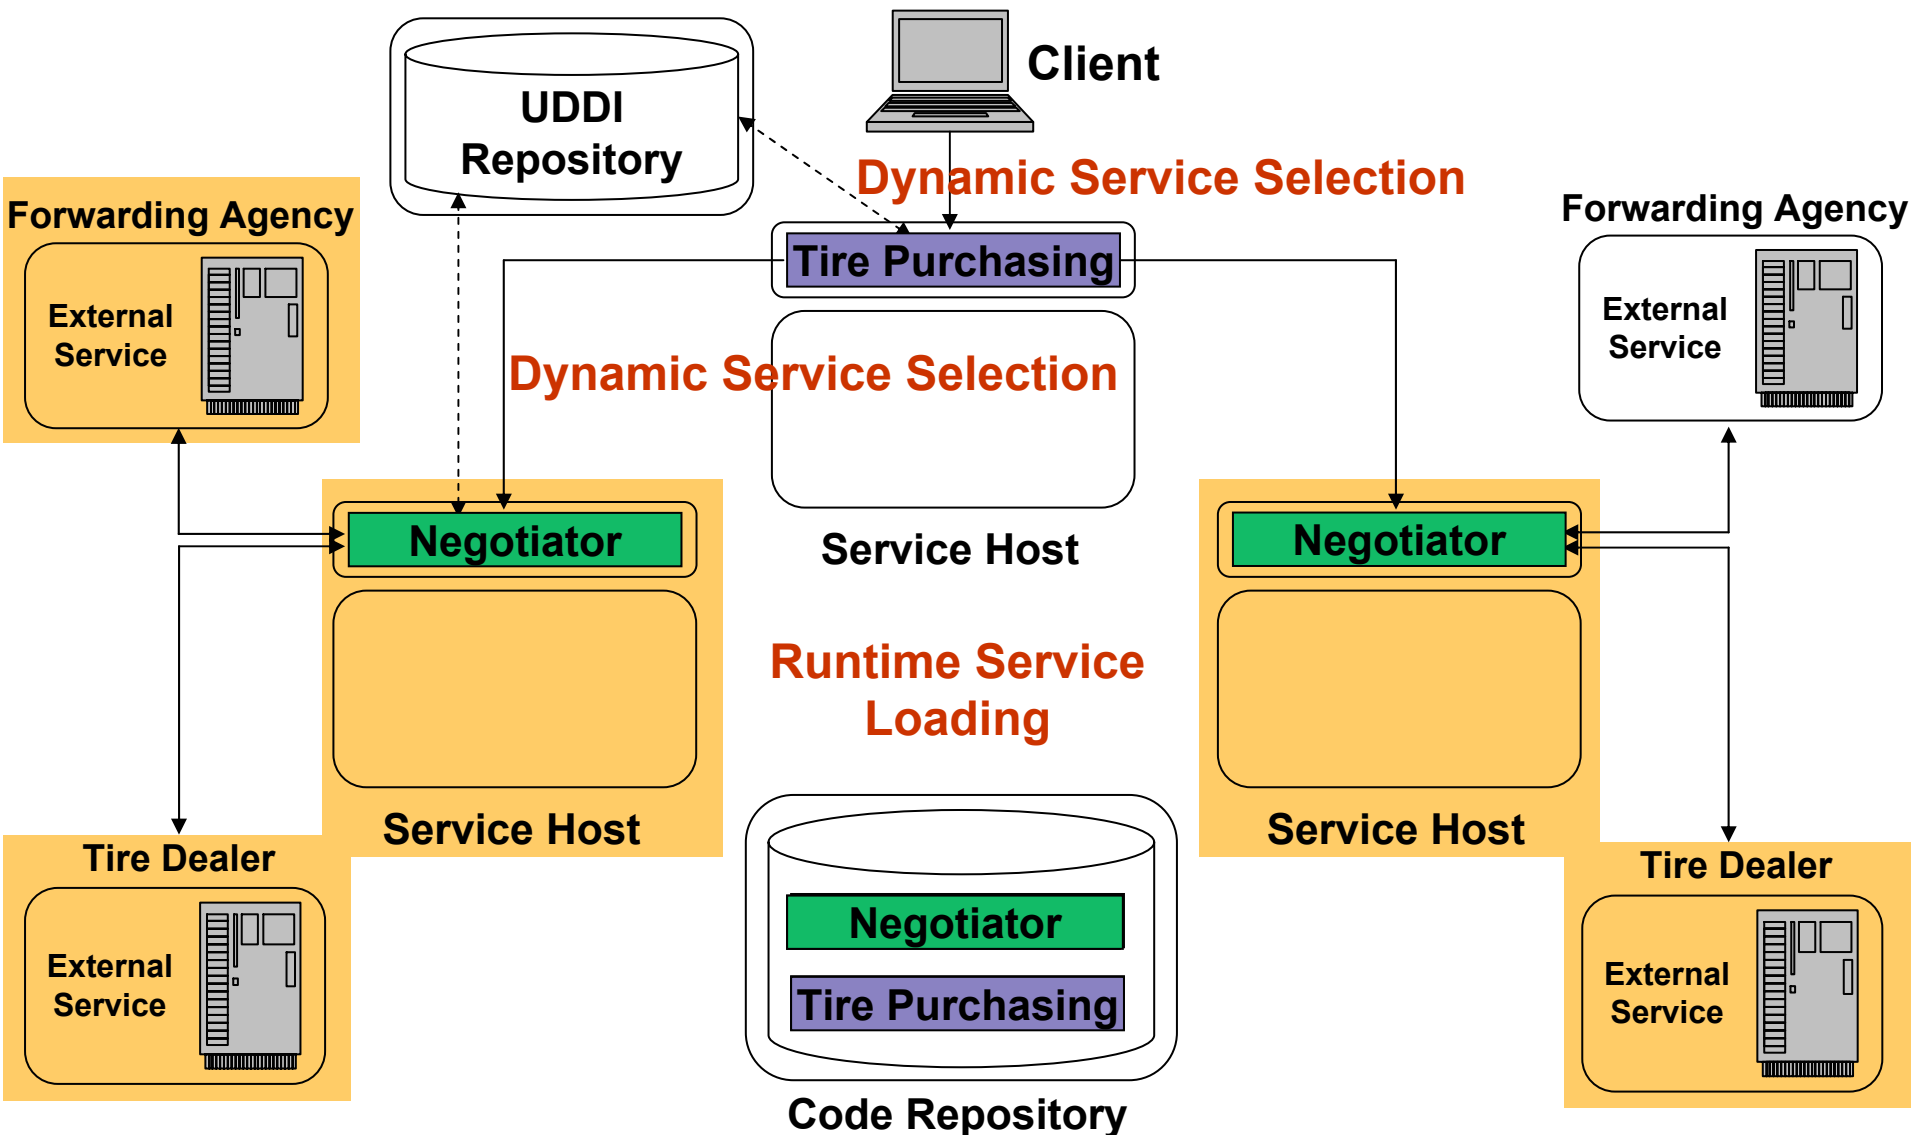 Client
UDDI
Repository
Dynamic Service Selection
Forwarding Agency
Forwarding Agency
Tire Purchasing
External
Service
External
Service
Dynamic Service Selection
Negotiator
Service Host
Negotiator
Runtime Service
Loading
Service Host
Service Host
Tire Dealer
Tire Dealer
Negotiator
External
Service
External
Service
Tire Purchasing
Code Repository